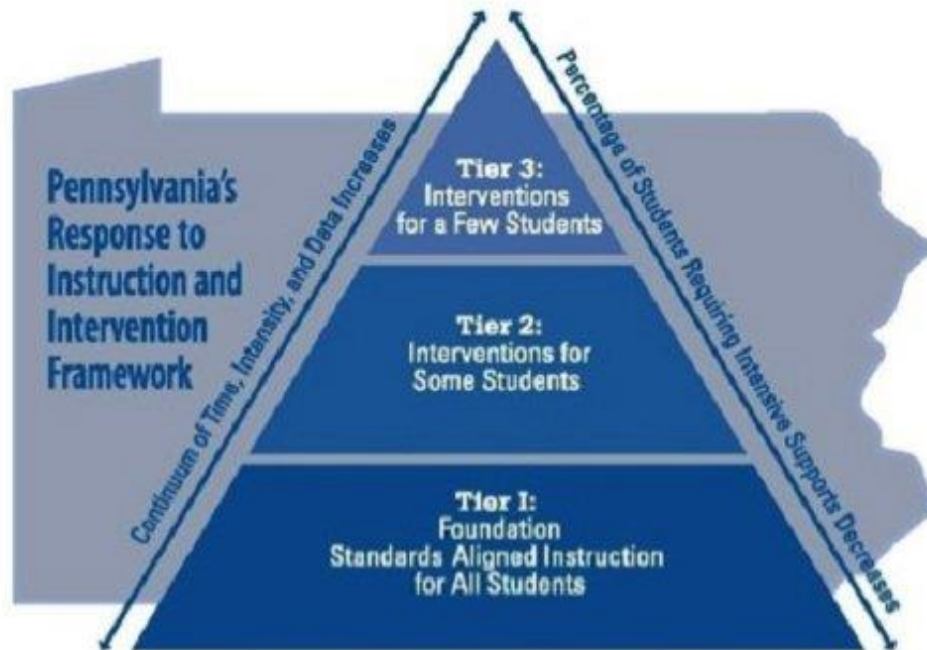 Pennsylvania's
Response to
Instruction and
Intervention
Framework
Continuum of Time, Intensity, and Data Increases
Percentage of Students Requiring Intensive Supports Decreases
Tier 3:
Interventions
for a Few Students
Tier 2:
Interventions for
Some Students
Tier I:
Foundation
Standards Aligned Instruction
for All Students